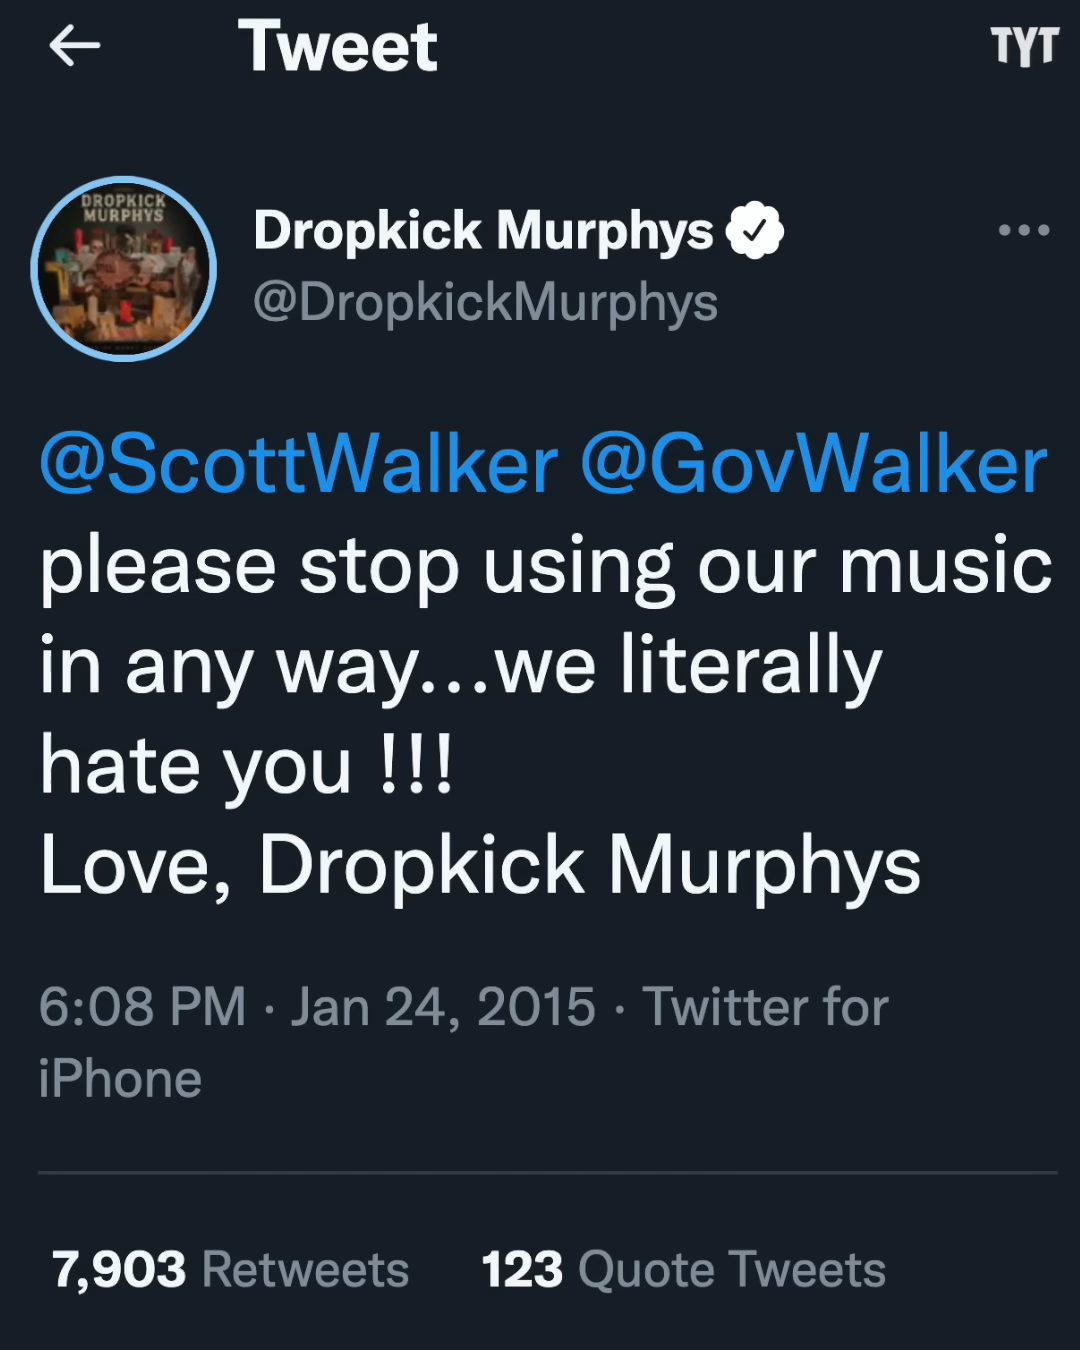 Tweet
TYT
DROPKICK
MURPHYS
Dropkick Murphys
@DropkickMurphys
@ScottWalker @GovWalker
please stop using our music
in any way...we literally
hate you !!!
Love, Dropkick Murphys
6:08 PM · Jan 24, 2015 · Twitter for
iPhone
7,903 Retweets 123 Quote Tweets